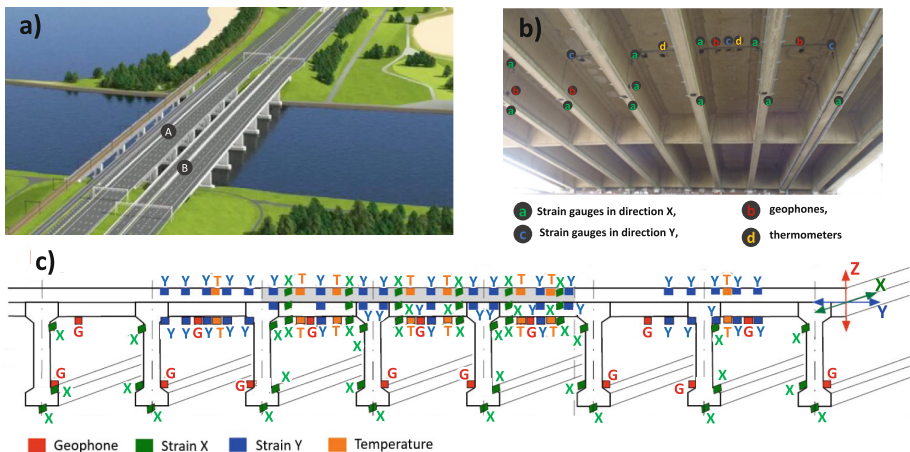 a)
A
B
b)
a c a d a b c d a b c
a a
b b
a a a a a
a Strain gauges in direction X,
b geophones,
c Strain gauges in direction Y,
d thermometers
c)
Z
X
Y
Y Y Y T Y Y Y X T T X Y Y X T T X Y Y X T Y X Y Y Y T Y Y
X G Y Y G Y T Y Y X T G Y T X Y Y X Y Y X T T X Y Y X T G Y T X G Y Y T G Y X
G X X G G X X G G X X G G X G
X X X X X X X X
Geophone Strain X Strain Y Temperature